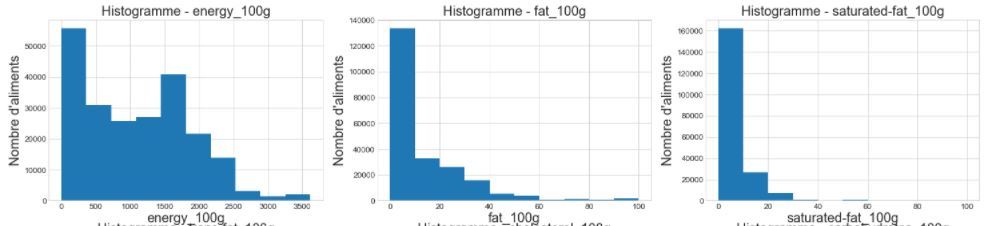 Histogramme - energy_100g
Nombre d'aliments
50000
40000
30000
20000
10000
0
0 500 1000 1500 2000 2500 3000 3500
energy_100g
Histogramme - fat_100g
Nombre d'aliments
140000
120000
100000
80000
60000
40000
20000
0
0 20 40 60 80 100
fat_100g
Histogramme - saturated-fat_100g
Nombre d'aliments
160000
140000
120000
100000
80000
60000
40000
20000
0
0 20 40 60 80 100
saturated-fat_100g